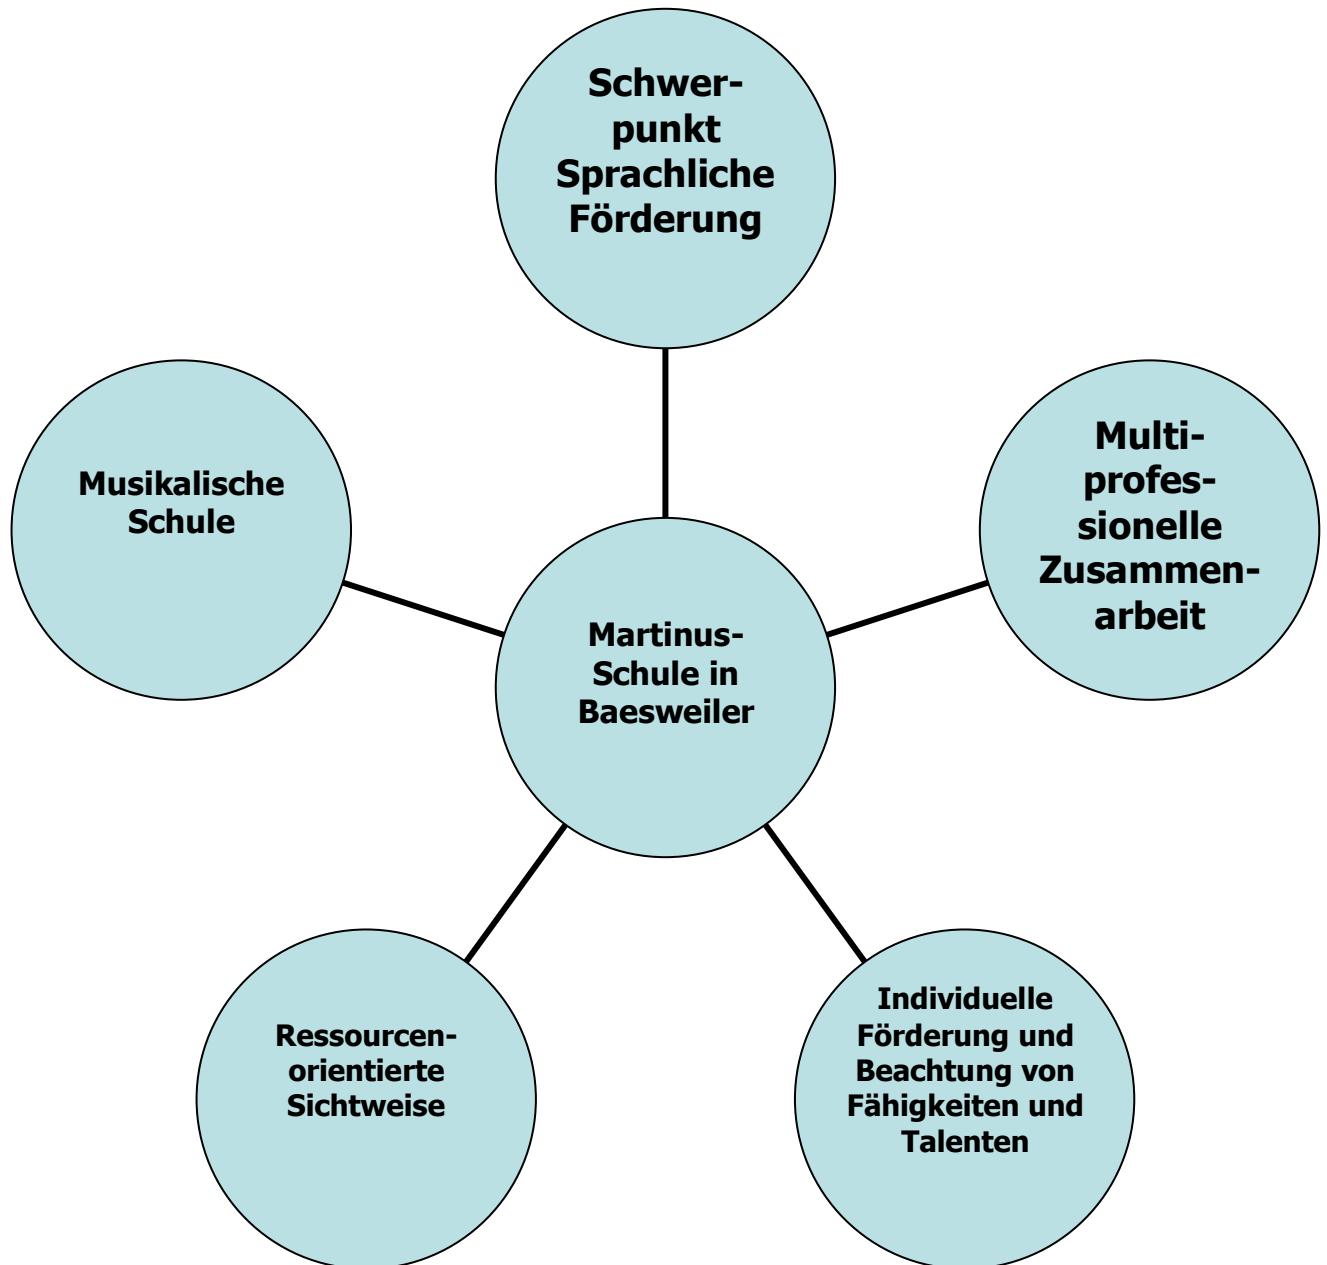 Schwer-
punkt
Sprachliche
Förderung
Multi-
profes-
sionelle
Zusammen-
arbeit
Musikalische
Schule
Martinus-
Schule in
Baesweiler
Individuelle
Förderung und
Beachtung von
Fähigkeiten und
Talenten
Ressourcen-
orientierte
Sichtweise